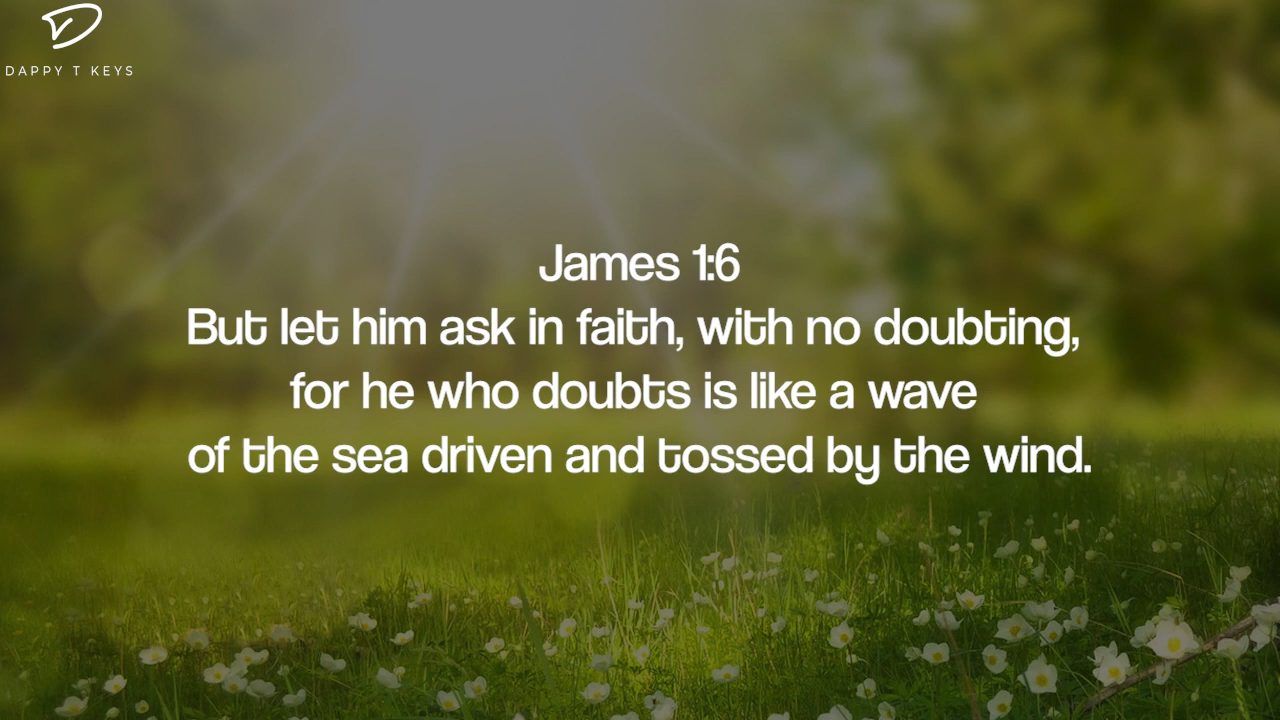 DAPPY T KEYS
James 1:6
But let him ask in faith, with no doubting,
for he who doubts is like a wave
of the sea driven and tossed by the wind.